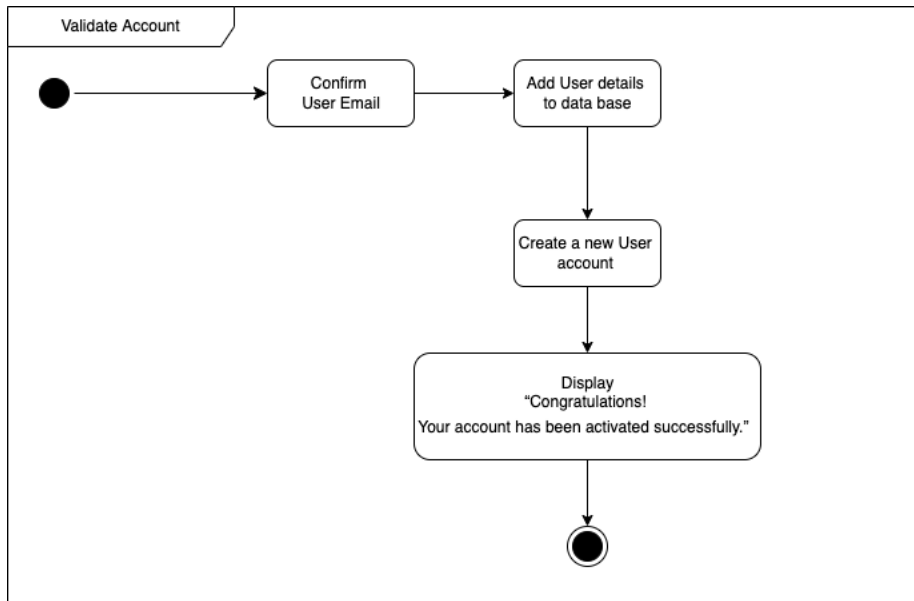 Validate Account
Confirm
User Email
Add User details
to data base
Create a new User
account
Display
“Congratulations!
Your account has been activated successfully.”